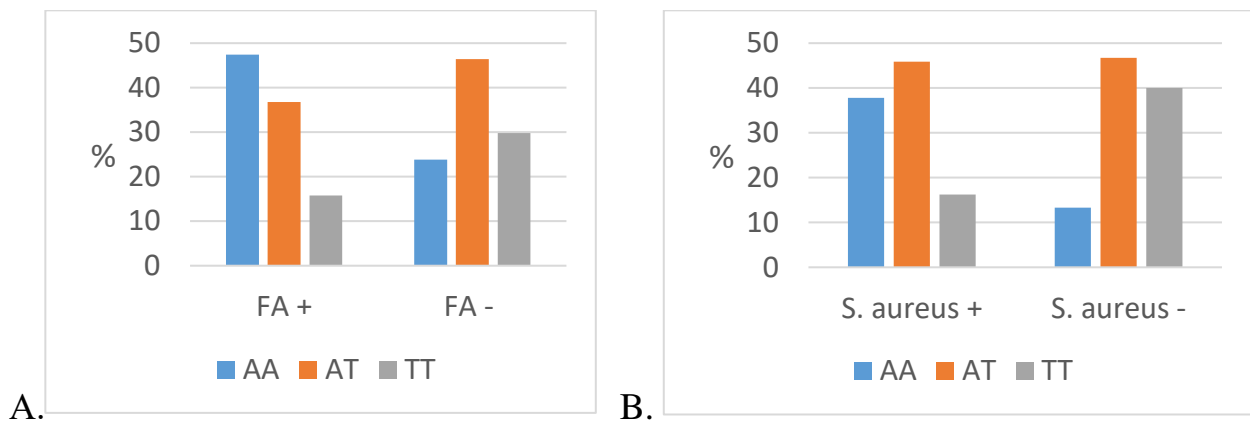 50
40
30
20
10
0
%
FA +
FA -
AA
AT
TT
A.
50
40
30
20
10
0
%
S. aureus +
S. aureus -
AA
AT
TT
B.